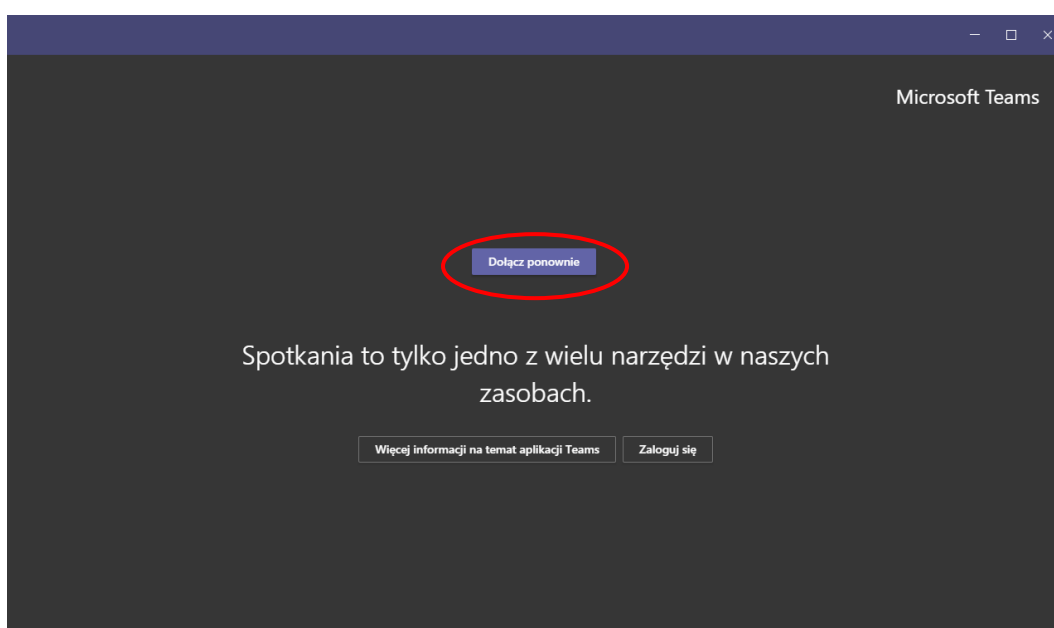 Microsoft Teams
Dołącz ponownie
Spotkania to tylko jedno z wielu narzędzi w naszych
zasobach.
Więcej informacji na temat aplikacji Teams
Zaloguj się